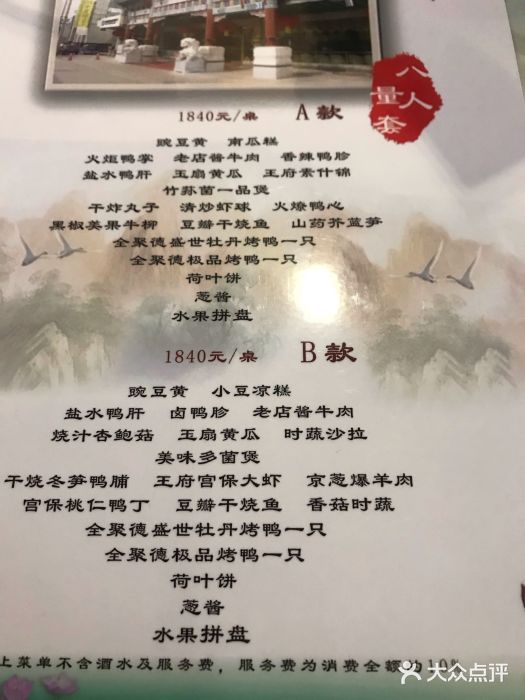 八人
量套
1840元/桌 A款
豌豆黄 南瓜糕
火炬鸭掌 老店酱牛肉 香辣鸭胗
盐水鸭肝 玉扇黄瓜 王府素什锦
竹荪菌一品煲
干炸丸子 清炒虾球 火燎鸭心
黑椒美果牛柳 豆瓣干烧鱼 山药芥蓝笋
全聚德盛世牡丹烤鸭一只
全聚德极品烤鸭一只
荷叶饼
葱酱
水果拼盘
1840元/桌 B款
豌豆黄 小豆凉糕
盐水鸭肝 卤鸭胗 老店酱牛肉
烧汁杏鲍菇 玉扇黄瓜 时蔬沙拉
美味多菌煲
干烧冬笋鸭脯 王府宫保大虾 京葱爆羊肉
宫保桃仁鸭丁 豆瓣干烧鱼 香菇时蔬
全聚德盛世牡丹烤鸭一只
全聚德极品烤鸭一只
荷叶饼
葱酱
水果拼盘
上菜单不含酒水及服务费，服务费为消费全额的10%
大众点评